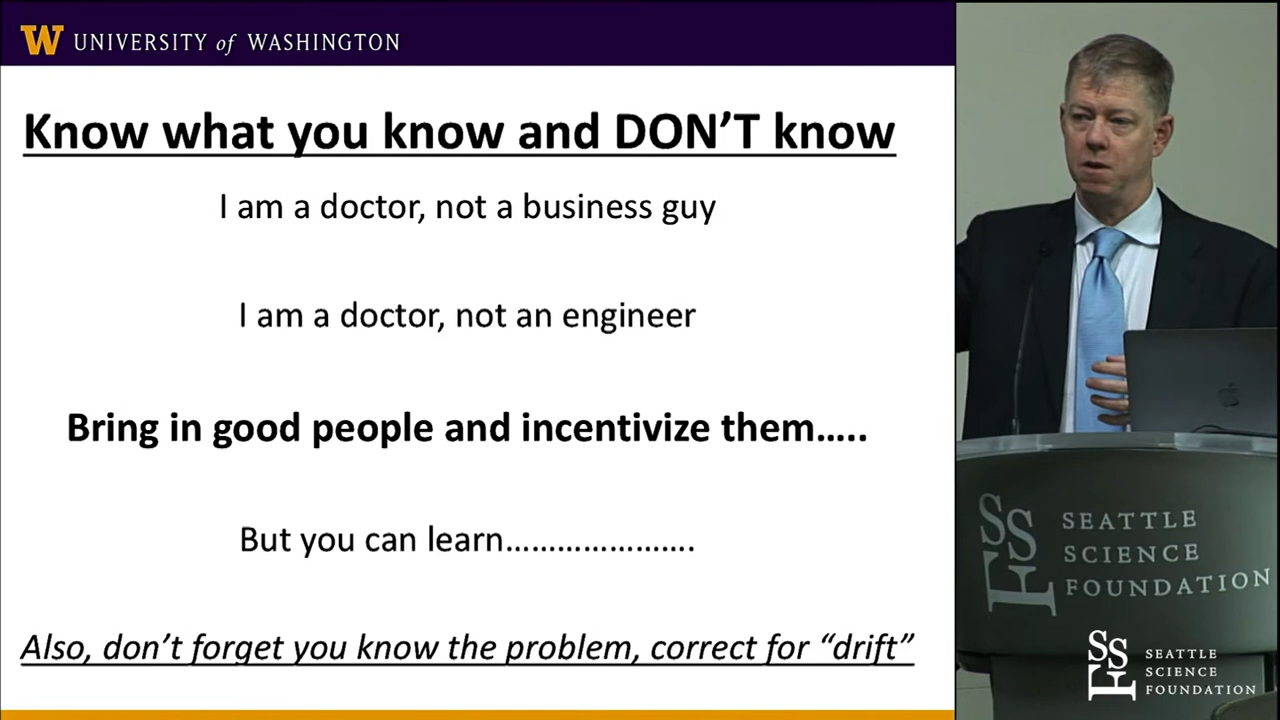 W UNIVERSITY of WASHINGTON
Know what you know and DON'T know
I am a doctor, not a business guy
I am a doctor, not an engineer
Bring in good people and incentivize them…..
But you can learn………………….
Also, don't forget you know the problem, correct for “drift”
SSF
SEATTLE
SCIENCE
FOUNDATION
SSF
SEATTLE
SCIENCE
FOUNDATION